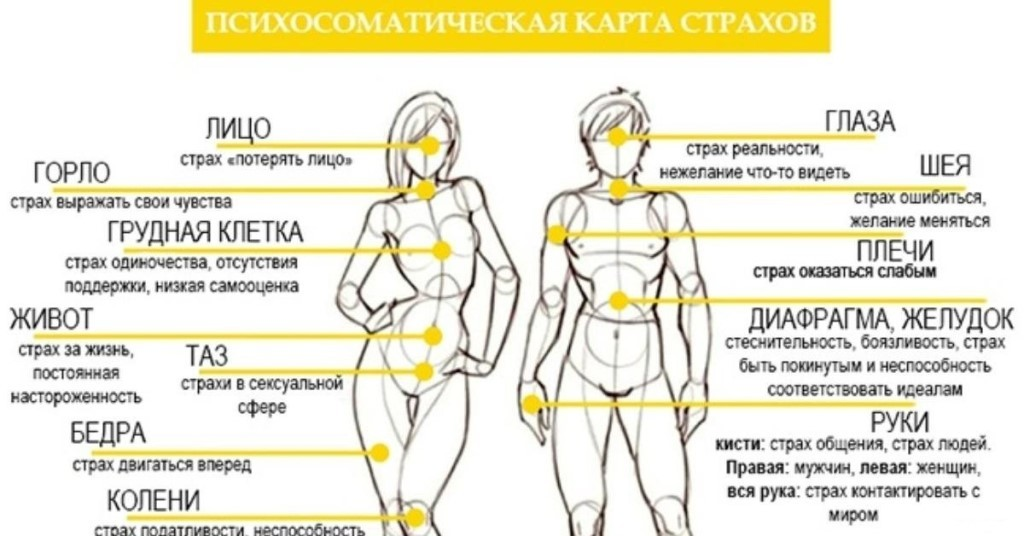 ПСИХОСОМАТИЧЕСКАЯ КАРТА СТРАХОВ
ЛИЦО
страх «потерять лицо»
ГОРЛО
страх выражать свои чувства
ГРУДНАЯ КЛЕТКА
страх одиночества, отсутствия
поддержки, низкая самооценка
ЖИВОТ
страх за жизнь,
постоянная
настороженность
ТАЗ
страхи в сексуальной
сфере
БЕДРА
страх двигаться вперед
КОЛЕНИ
страх податливости, неспособность
ГЛАЗА
страх реальности,
нежелание что-то видеть
ШЕЯ
страх ошибиться,
желание меняться
ПЛЕЧИ
страх оказаться слабым
ДИАФРАГМА, ЖЕЛУДОК
стеснительность, боязливость, страх
быть покинутым и неспособность
соответствовать идеалам
РУКИ
кисти: страх общения, страх людей.
Правая: мужчин, левая: женщин,
вся рука: страх контактировать с
миром